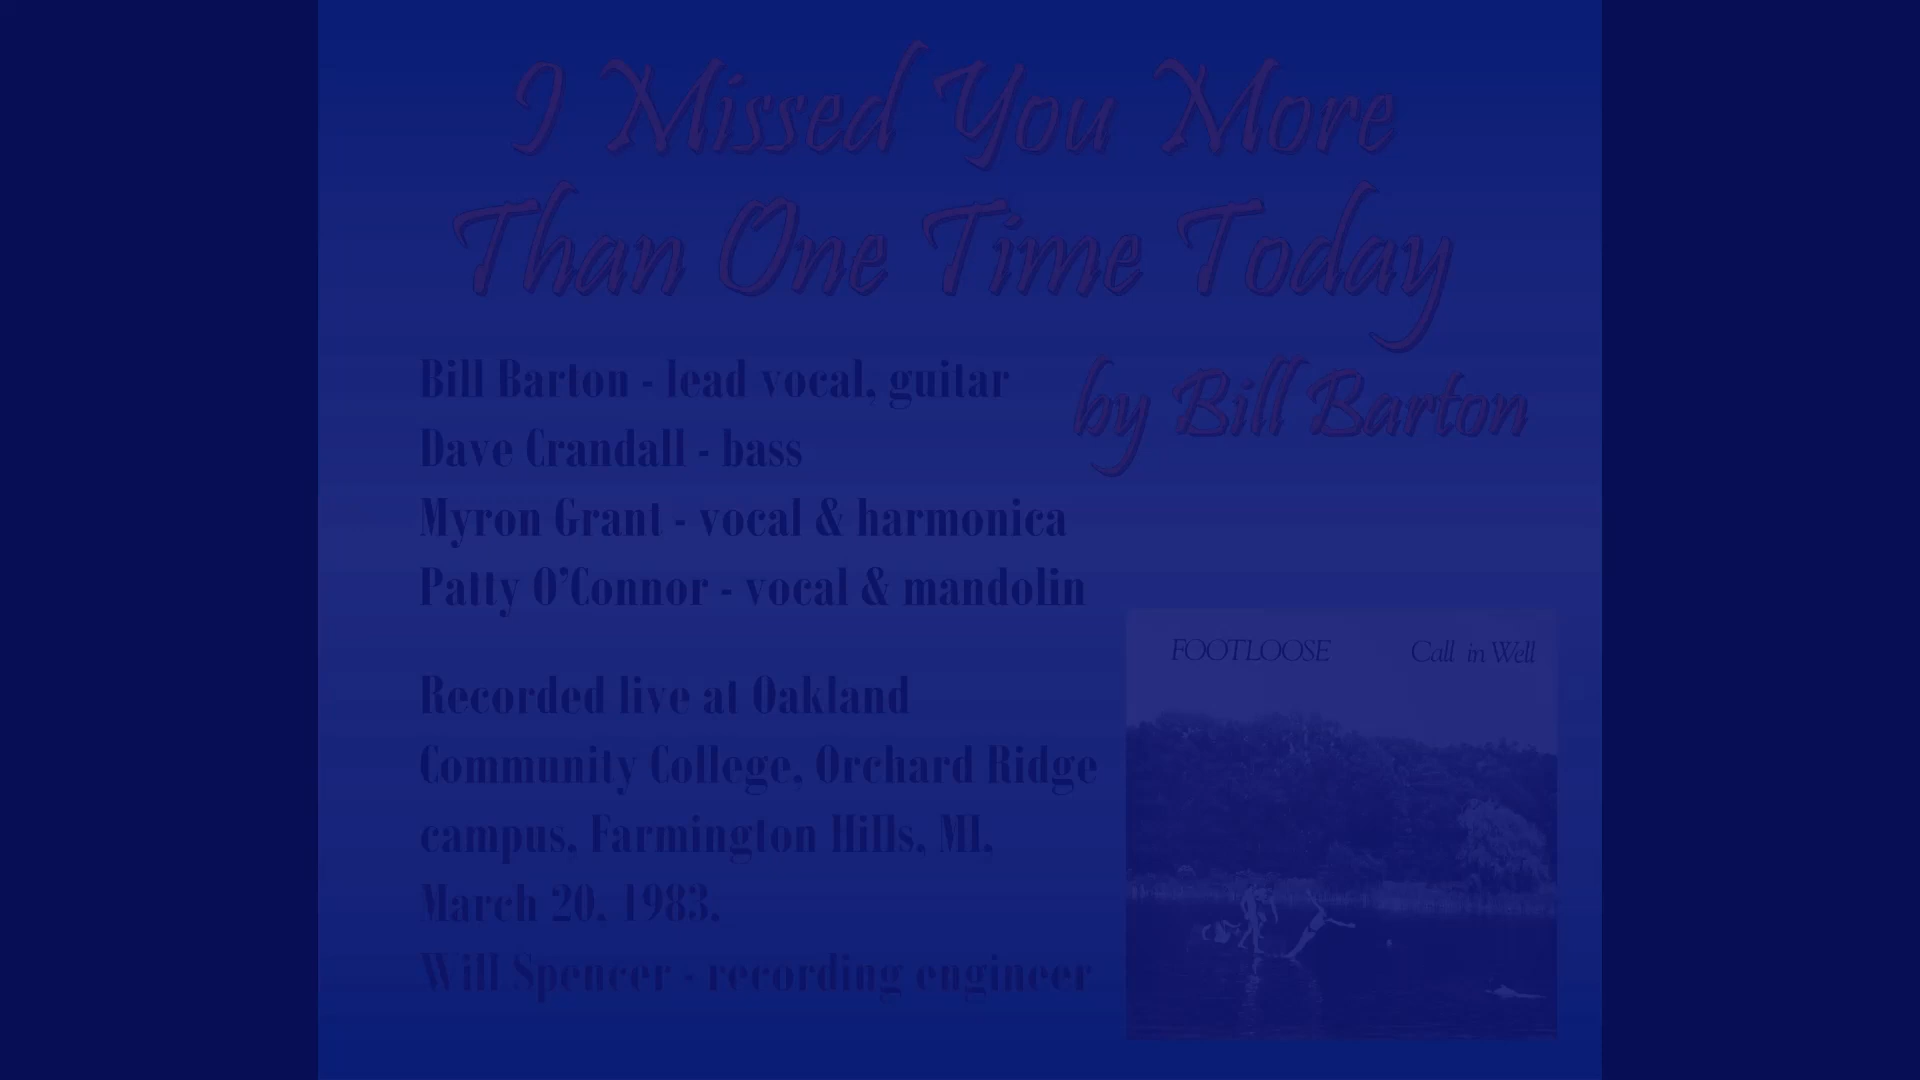 I Missed You More
Than One Time Today
by Bill Barton
Bill Barton - lead vocal, guitar
Dave Crandall - bass
Myron Grant - vocal & harmonica
Patty O’Connor - vocal & mandolin
Recorded live at Oakland
Community College, Orchard Ridge
campus, Farmington Hills, MI,
March 20, 1983,
Will Spencer - recording engineer
FOOTLOOSE Call in Well